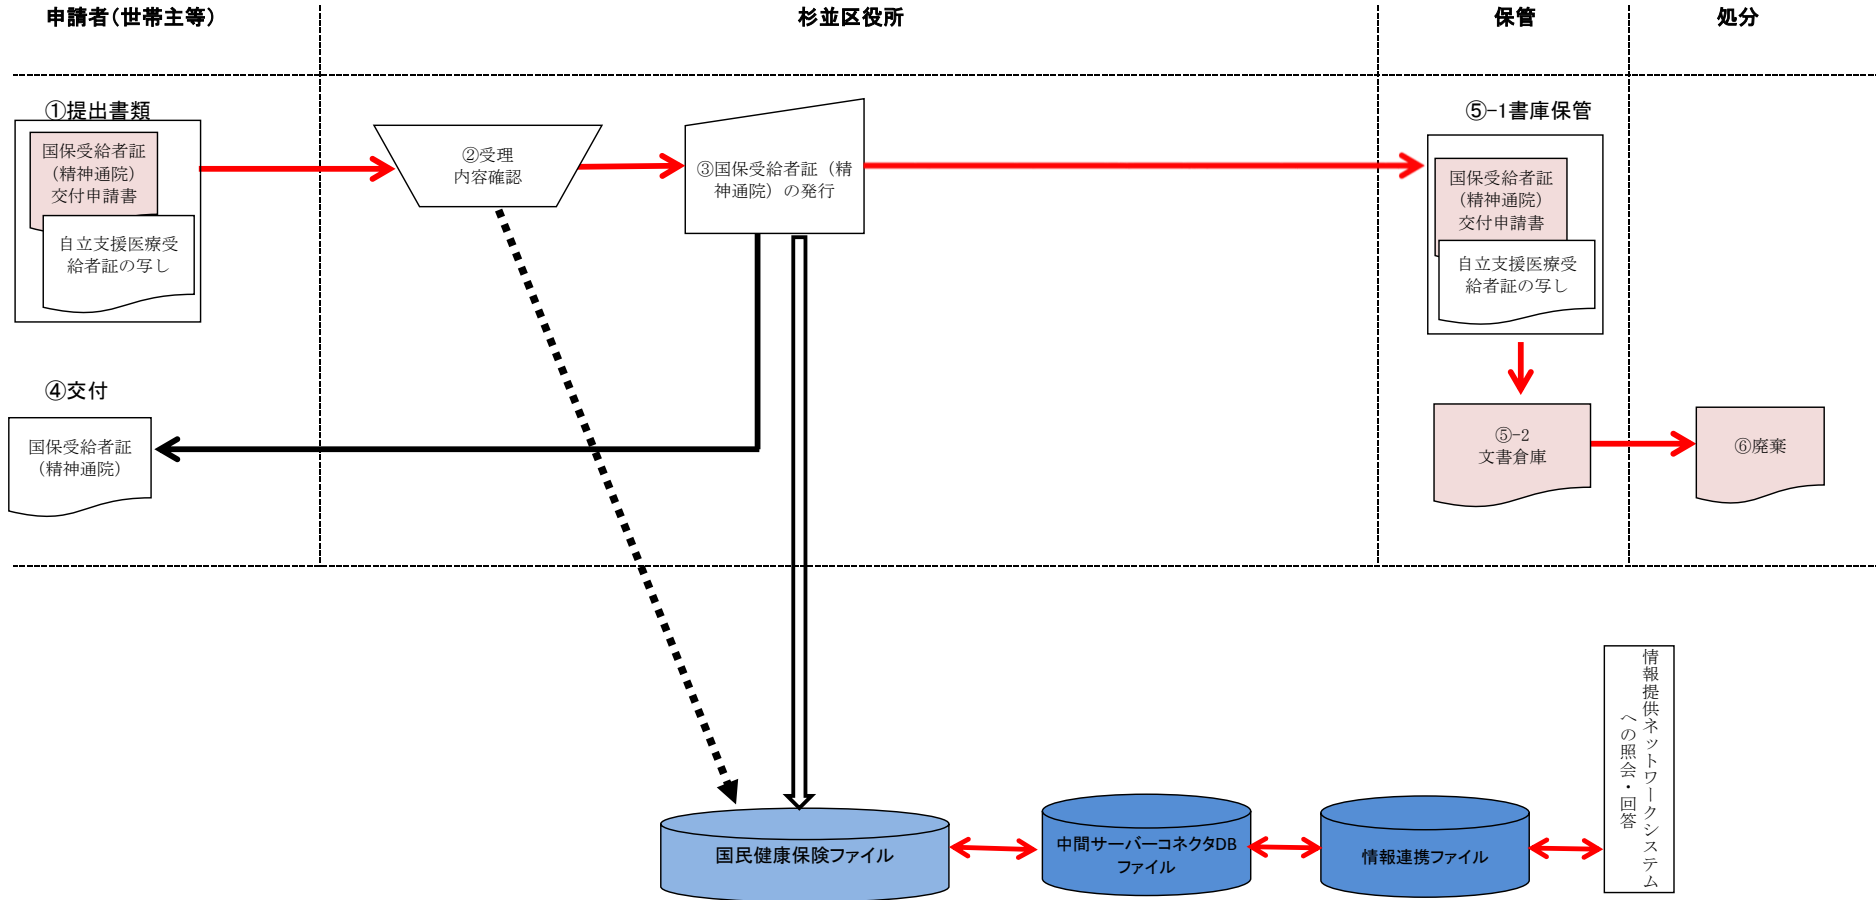 申請者（世帯主等）
杉並区役所
保管
処分
①提出書類
国保受給者証
（精神通院）
交付申請書
自立支援医療受
給者証の写し
②受理
内容確認
③国保受給者証（精
神通院）の発行
⑤-1書庫保管
国保受給者証
（精神通院）
交付申請書
自立支援医療受
給者証の写し
④交付
国保受給者証
（精神通院）
⑤-2
文書倉庫
⑥廃棄
国民健康保険ファイル
中間サーバーコネクタDB
ファイル
情報連携ファイル
情報提供ネットワークシステム
への照会・回答